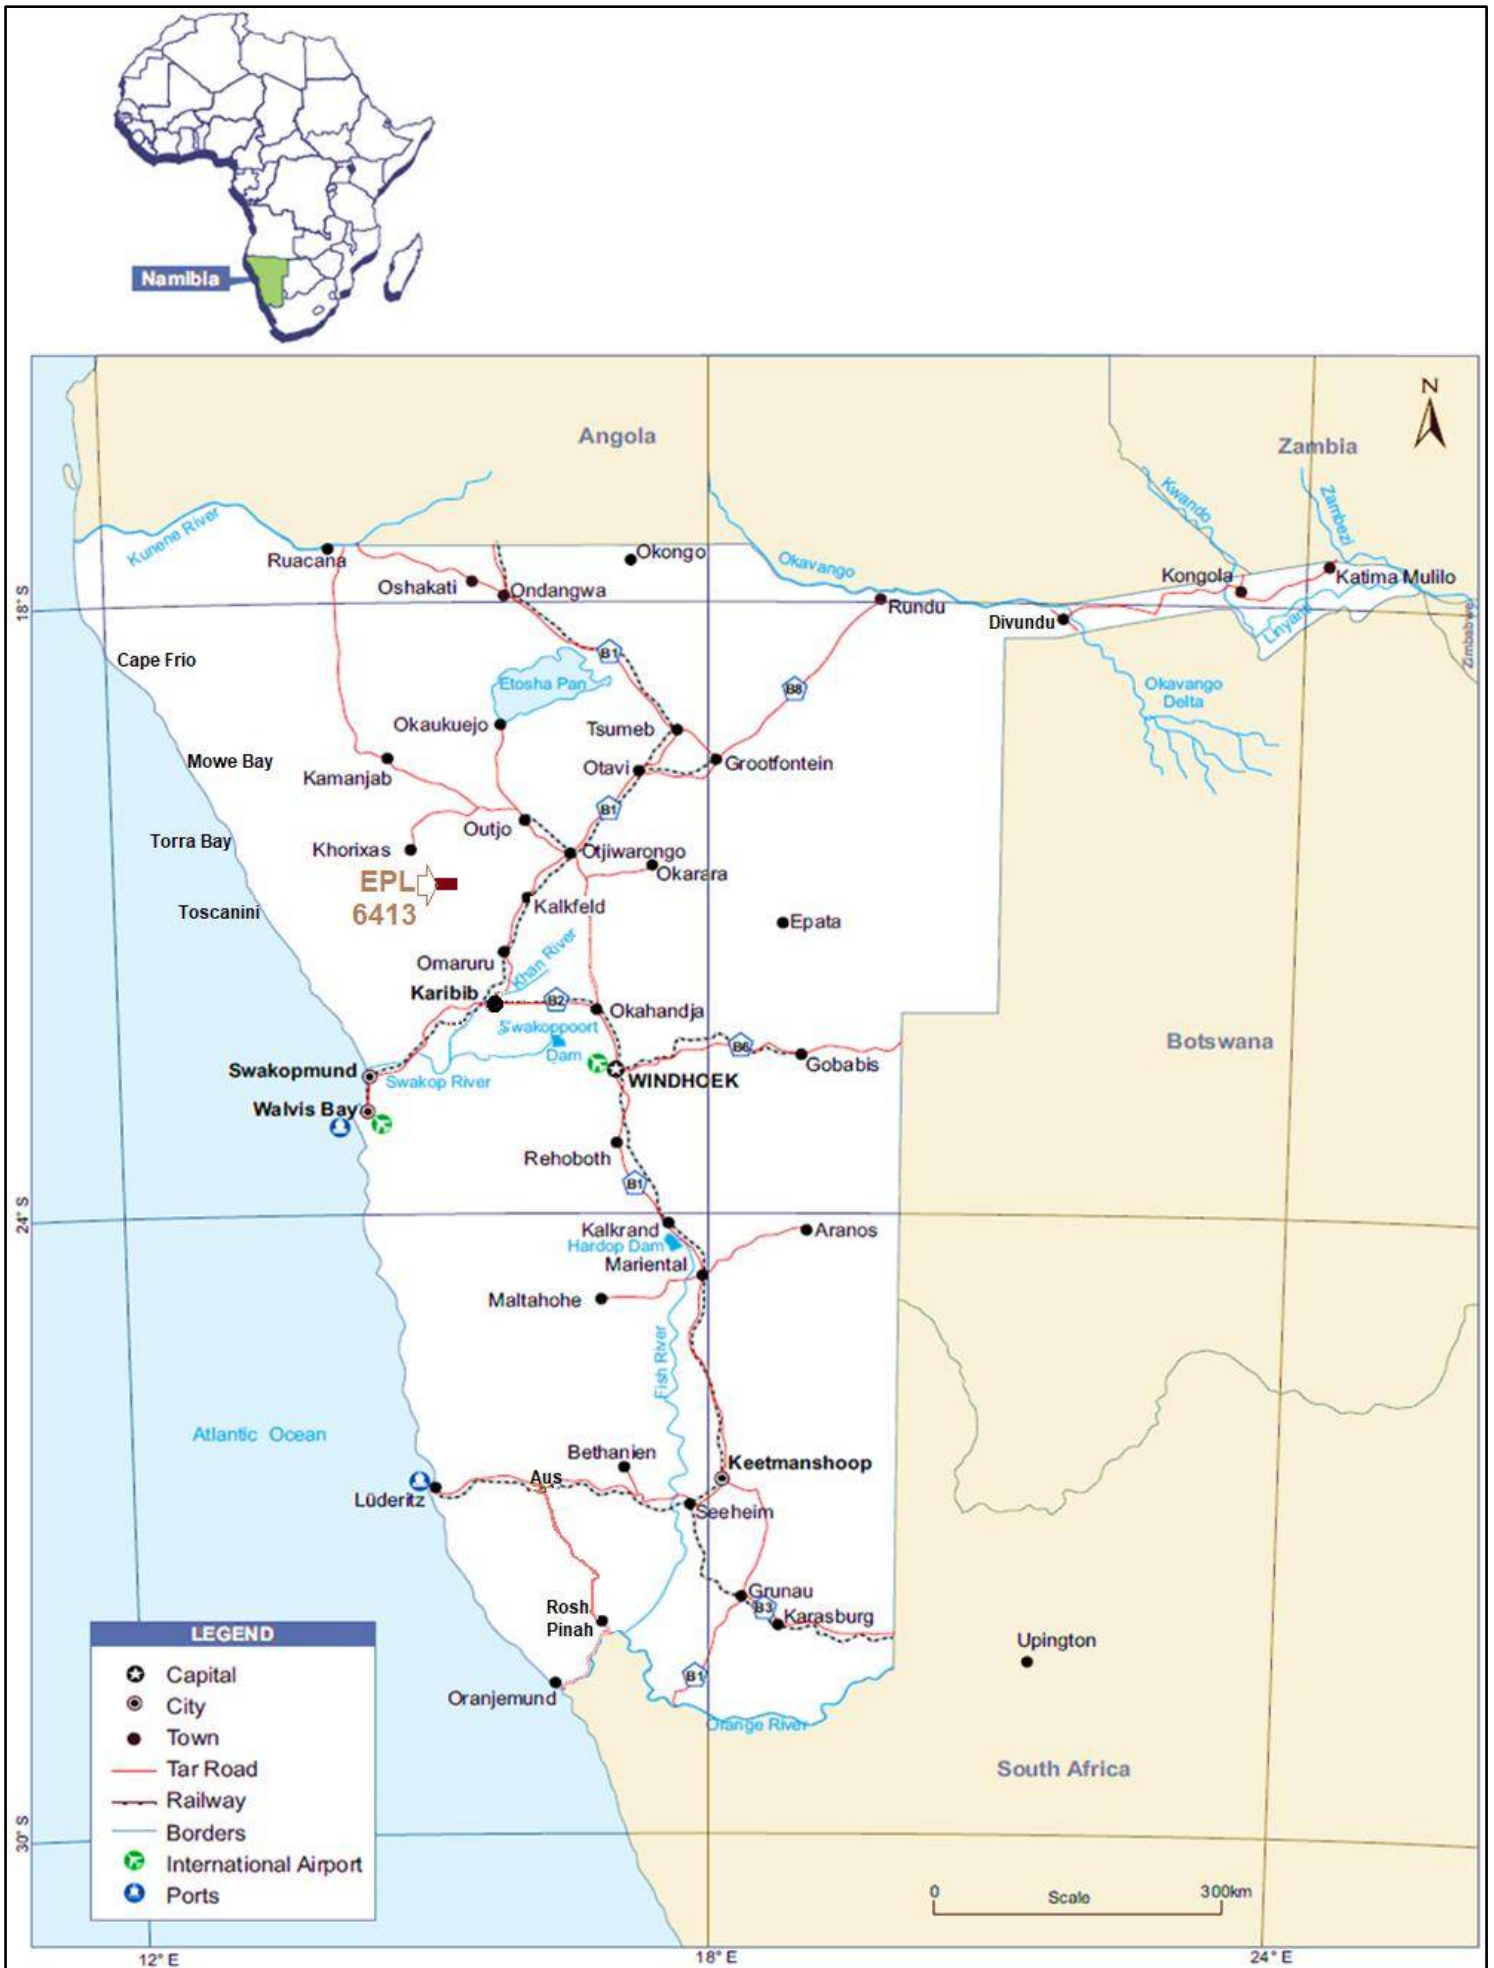 Namibia
N
Angola
Zambia
Kunene River
Kwando
Zambezi
Ruacana
Okongo
Okavango
Oshakati
Ondangwa
Kongola
Katima Mulilo
18° S
Rundu
Divundu
Linyanti
Zimbabwe
Cape Frio
B1
Etosha Pan
B8
Okavango
Delta
Okaukuejo
Tsumeb
Mowe Bay
Kamanjab
Otavi
Grootfontein
B1
Outjo
Torra Bay
Khorixas
Otjiwarongo
Okarara
EPL
6413
Toscanini
Kalkfeld
Epata
Omaruru
Khan River
Karibib
B2
Okahandja
Swakoppoort
Dam
B6
Botswana
Gobabis
Swakopmund
Swakop River
WINDHOEK
Walvis Bay
Rehoboth
B1
24° S
Kalkrand
Aranos
Hardop Dam
Mariental
Maltahohe
Fish River
Atlantic Ocean
Bethanien
Keetmanshoop
Aus
Lüderitz
Seeheim
Grunau
Rosh
Pinah
B3
Karasburg
Upington
B1
Oranjemund
Orange River
South Africa
LEGEND
Capital
City
Town
Tar Road
Railway
Borders
International Airport
Ports
30° S
0
Scale
300km
12° E
18° E
24° E